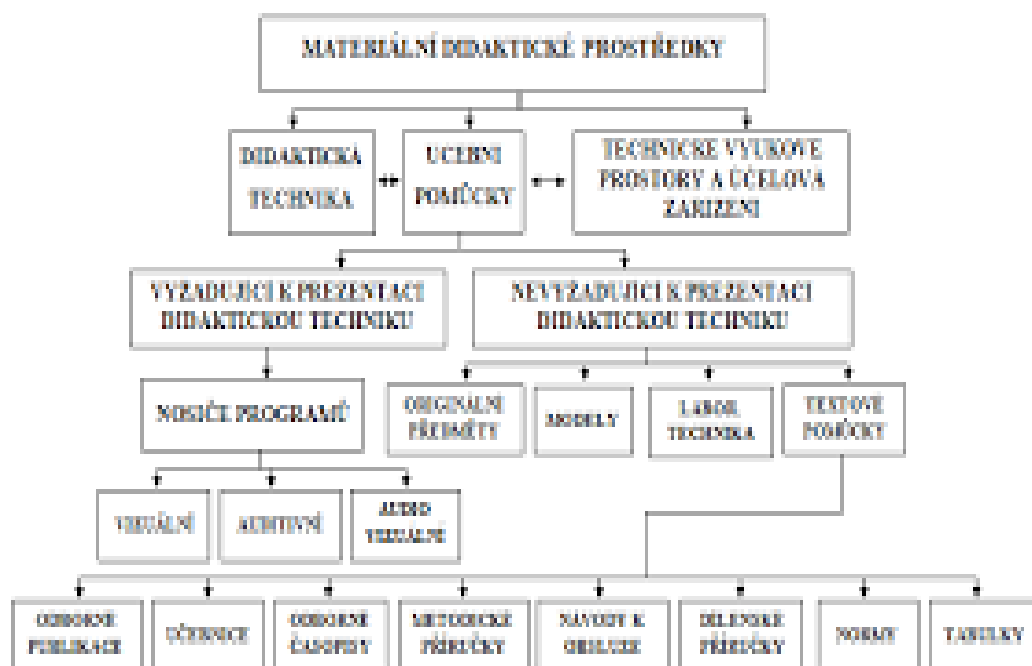 MATERIÁLNÍ DIDAKTICKÉ PROSTŘEDKY
DIDAKTICKÁ
TECHNIKA
UČEBNÍ
POMŮCKY
TECHNICKÉ VÝUKOVÉ
PROSTORY A ÚČELOVÁ
ZAŘÍZENÍ
VYŽADUJÍCÍ K PREZENTACI
DIDAKTICKOU TECHNIKU
NEVYŽADUJÍCÍ K PREZENTACI
DIDAKTICKOU TECHNIKU
NOSIČE PROGRAMŮ
ORIGINÁLNÍ
PŘEDMĚTY
MODELY
LABOR.
TECHNIKA
TEXTOVÉ
POMŮCKY
VIZUÁLNÍ
AUDITIVNÍ
AUDIO
VIZUÁLNÍ
ODBORNÉ
PUBLIKACE
UČEBNICE
ODBORNÉ
ČASOPISY
METODICKÉ
PŘÍRUČKY
NÁVODY K
OBSLUZE
DÍLENSKÉ
PŘÍRUČKY
NORMY
TABULKY